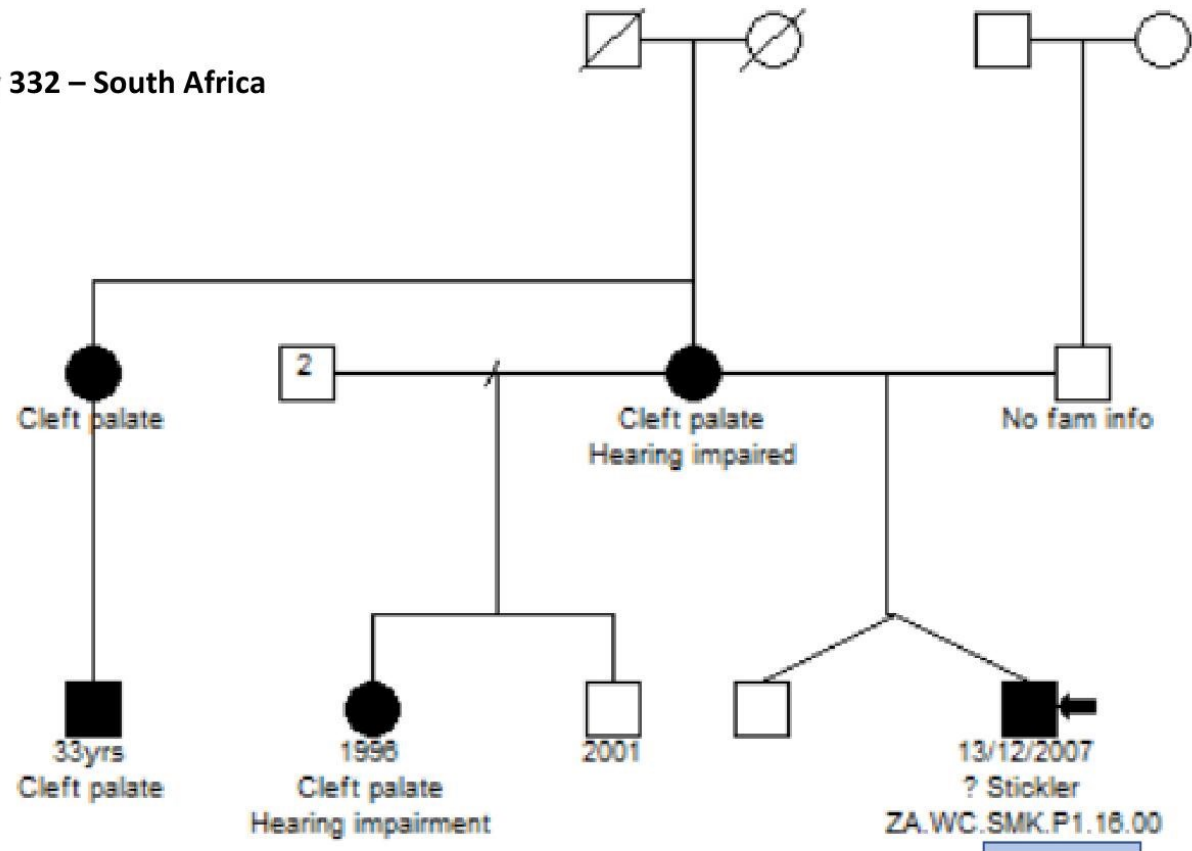 332 – South Africa
2
Cleft palate
Cleft palate
Hearing impaired
No fam info
33yrs
Cleft palate
1996
Cleft palate
Hearing impairment
2001
13/12/2007
? Stickler
ZA.WC.SMK.P1.16.00